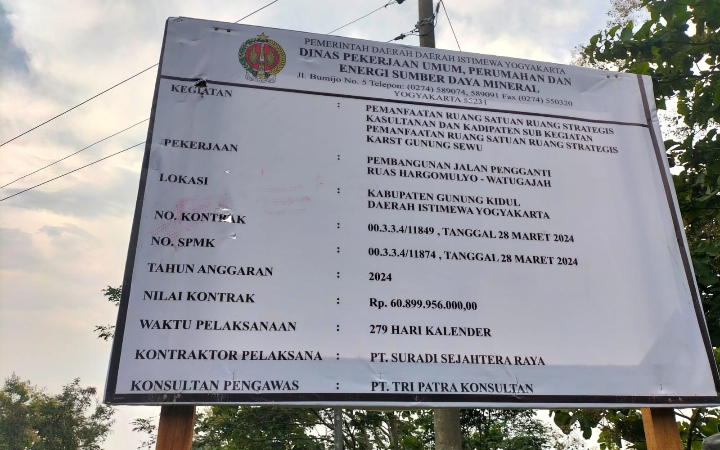 PEMERINTAH DAERAH DAERAH ISTIMEWA YOGYAKARTA
DINAS PEKERJAAN UMUM, PERUMAHAN DAN
ENERGI SUMBER DAYA MINERAL
Jl. Bumijo No. 5 Telepon: (0274) 589074, 589091 Fax (0274) 550320
YOGYAKARTA 55231
KEGIATAN : PEMANFAATAN RUANG SATUAN RUANG STRATEGIS
KASULTANAN DAN KADIPATEN SUB KEGIATAN
PEMANFAATAN RUANG SATUAN RUANG STRATEGIS
KARST GUNUNG SEWU
PEKERJAAN : PEMBANGUNAN JALAN PENGGANTI
RUAS HARGOMULYO - WATUGAJAH
LOKASI : KABUPATEN GUNUNG KIDUL
DAERAH ISTIMEWA YOGYAKARTA
NO. KONTRAK : 00.3.3.4/11849 , TANGGAL 28 MARET 2024
NO. SPMK : 00.3.3.4/11874 , TANGGAL 28 MARET 2024
TAHUN ANGGARAN : 2024
NILAI KONTRAK : Rp. 60.899.956.000,00
WAKTU PELAKSANAAN : 279 HARI KALENDER
KONTRAKTOR PELAKSANA : PT. SURADI SEJAHTERA RAYA
KONSULTAN PENGAWAS : PT. TRI PATRA KONSULTAN